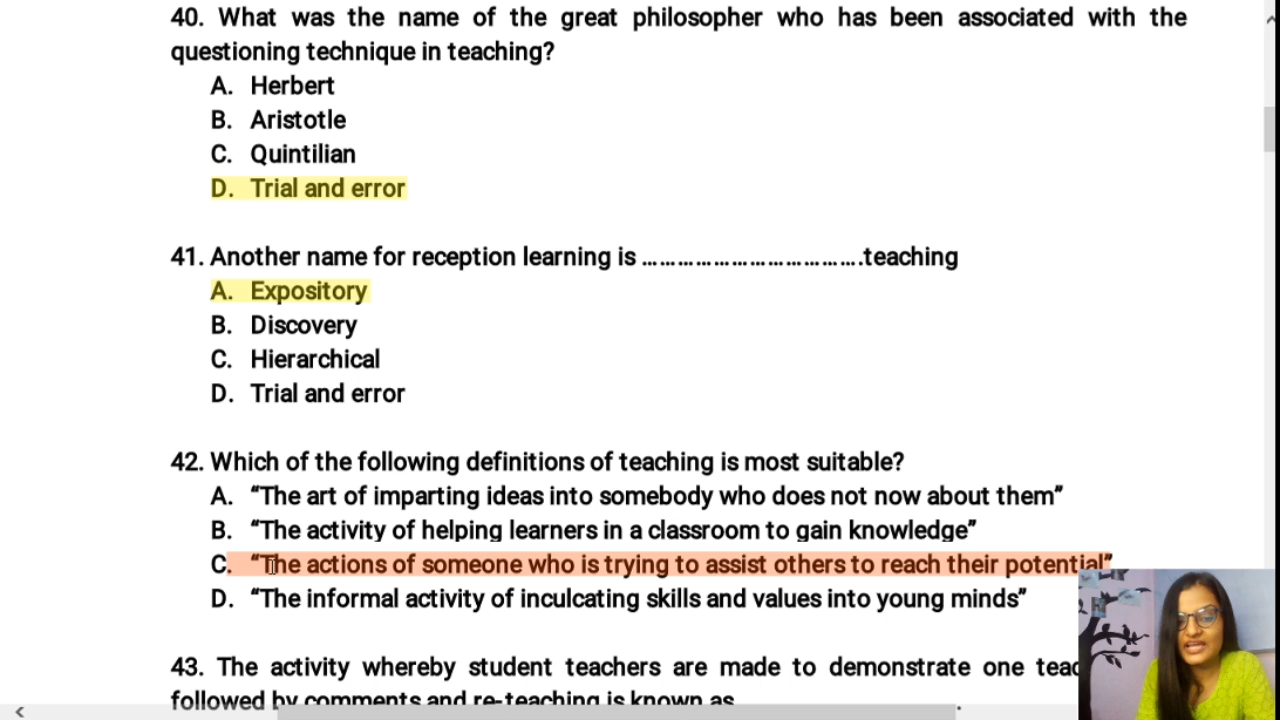 40. What was the name of the great philosopher who has been associated with the
questioning technique in teaching?
A. Herbert
B. Aristotle
C. Quintilian
D. Trial and error
41. Another name for reception learning is ……………………………….teaching
A. Expository
B. Discovery
C. Hierarchical
D. Trial and error
42. Which of the following definitions of teaching is most suitable?
A. “The art of imparting ideas into somebody who does not now about them”
B. “The activity of helping learners in a classroom to gain knowledge”
C. “The actions of someone who is trying to assist others to reach their potential”
D. “The informal activity of inculcating skills and values into young minds”
43. The activity whereby student teachers are made to demonstrate one
followed by comments and re-teaching is known as